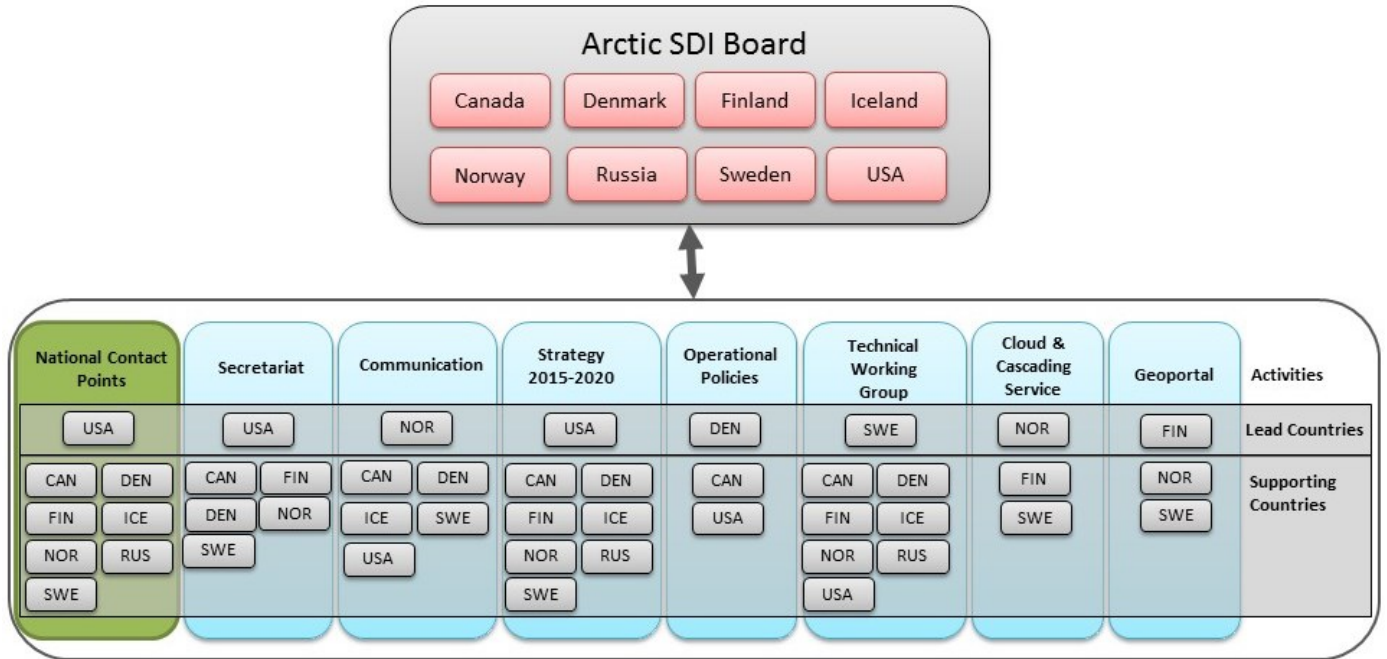 Arctic SDI Board
Canada
Denmark
Finland
Iceland
Norway
Russia
Sweden
USA
National Contact
Points
Secretariat
Communication
Strategy
2015-2020
Operational
Policies
Technical
Working
Group
Cloud &
Cascading
Service
Geoportal
Activities
USA
USA
NOR
USA
DEN
SWE
NOR
FIN
Lead Countries
CAN
DEN
FIN
ICE
NOR
RUS
SWE
CAN
FIN
DEN
NOR
SWE
CAN
DEN
ICE
SWE
USA
CAN
DEN
FIN
ICE
NOR
RUS
SWE
CAN
USA
CAN
DEN
FIN
ICE
NOR
RUS
USA
FIN
SWE
NOR
SWE
Supporting
Countries